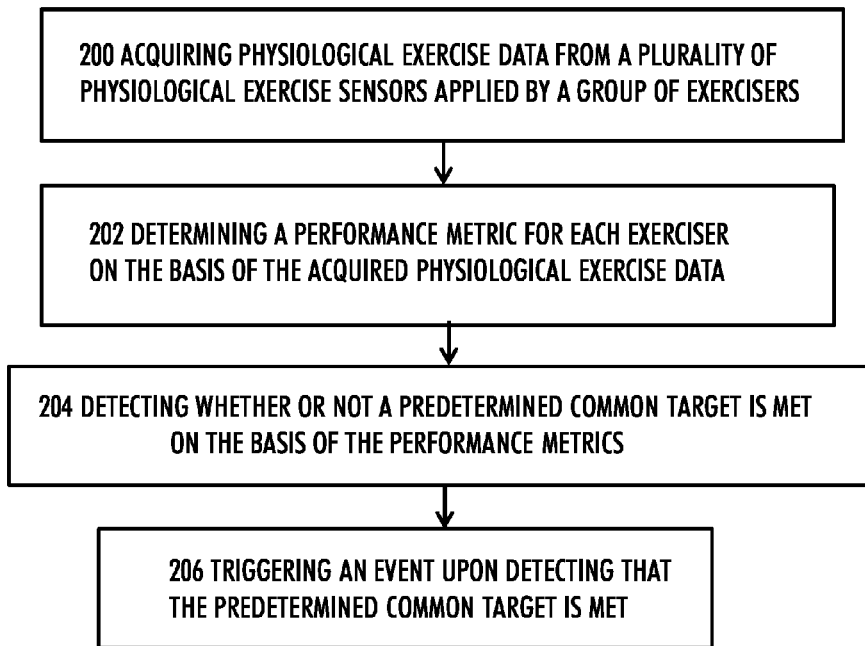 200 ACQUIRING PHYSIOLOGICAL EXERCISE DATA FROM A PLURALITY OF
PHYSIOLOGICAL EXERCISE SENSORS APPLIED BY A GROUP OF EXERCISERS
202 DETERMINING A PERFORMANCE METRIC FOR EACH EXERCISER
ON THE BASIS OF THE ACQUIRED PHYSIOLOGICAL EXERCISE DATA
204 DETECTING WHETHER OR NOT A PREDETERMINED COMMON TARGET IS MET
ON THE BASIS OF THE PERFORMANCE METRICS
206 TRIGGERING AN EVENT UPON DETECTING THAT
THE PREDETERMINED COMMON TARGET IS MET